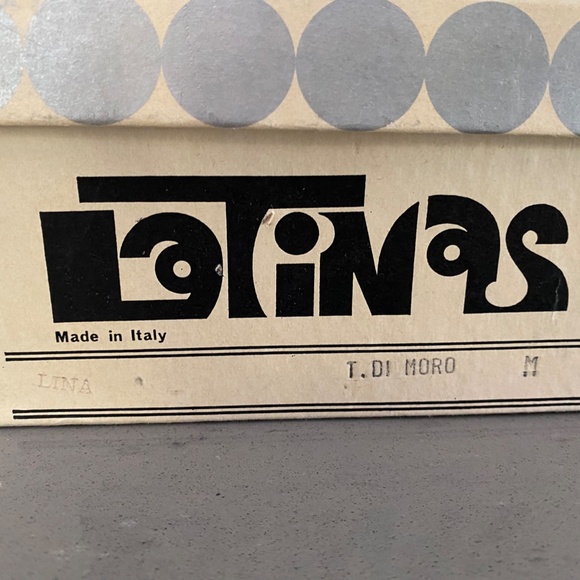 LaTiNas
Made in Italy
LINA T. DI MORO M